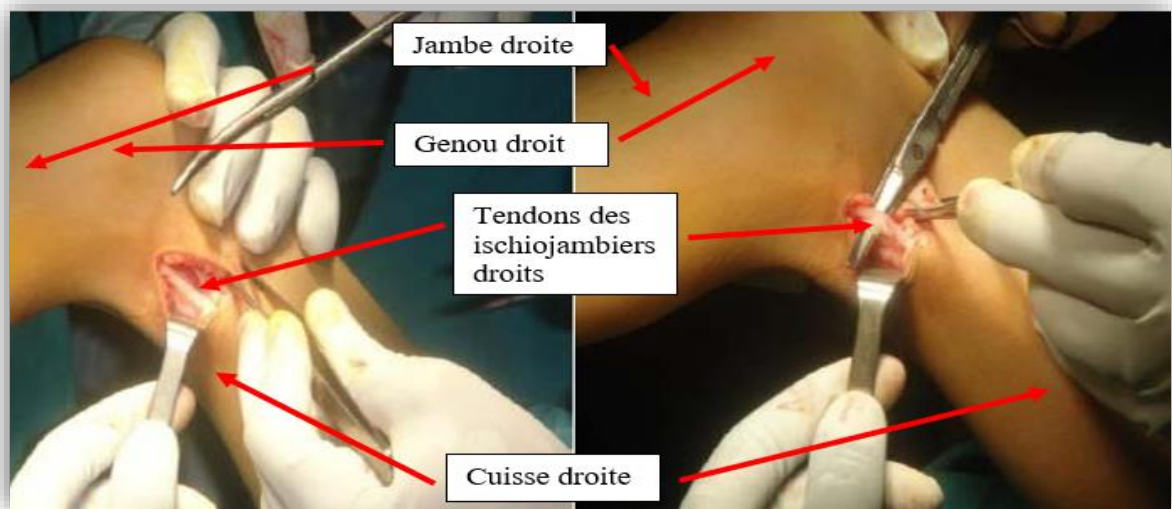 Jambe droite
Genou droit
Tendons des
ischiojambiers
droits
Cuisse droite